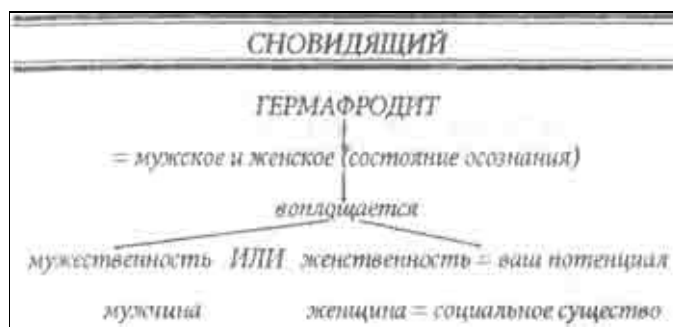 СНОВИДЯЩИЙ
ГЕРМАФРОДИТ
= мужское и женское (состояние осознания)
воплощается
мужественность ИЛИ женственность = ваш потенциал
мужчина женщина = социальное существо